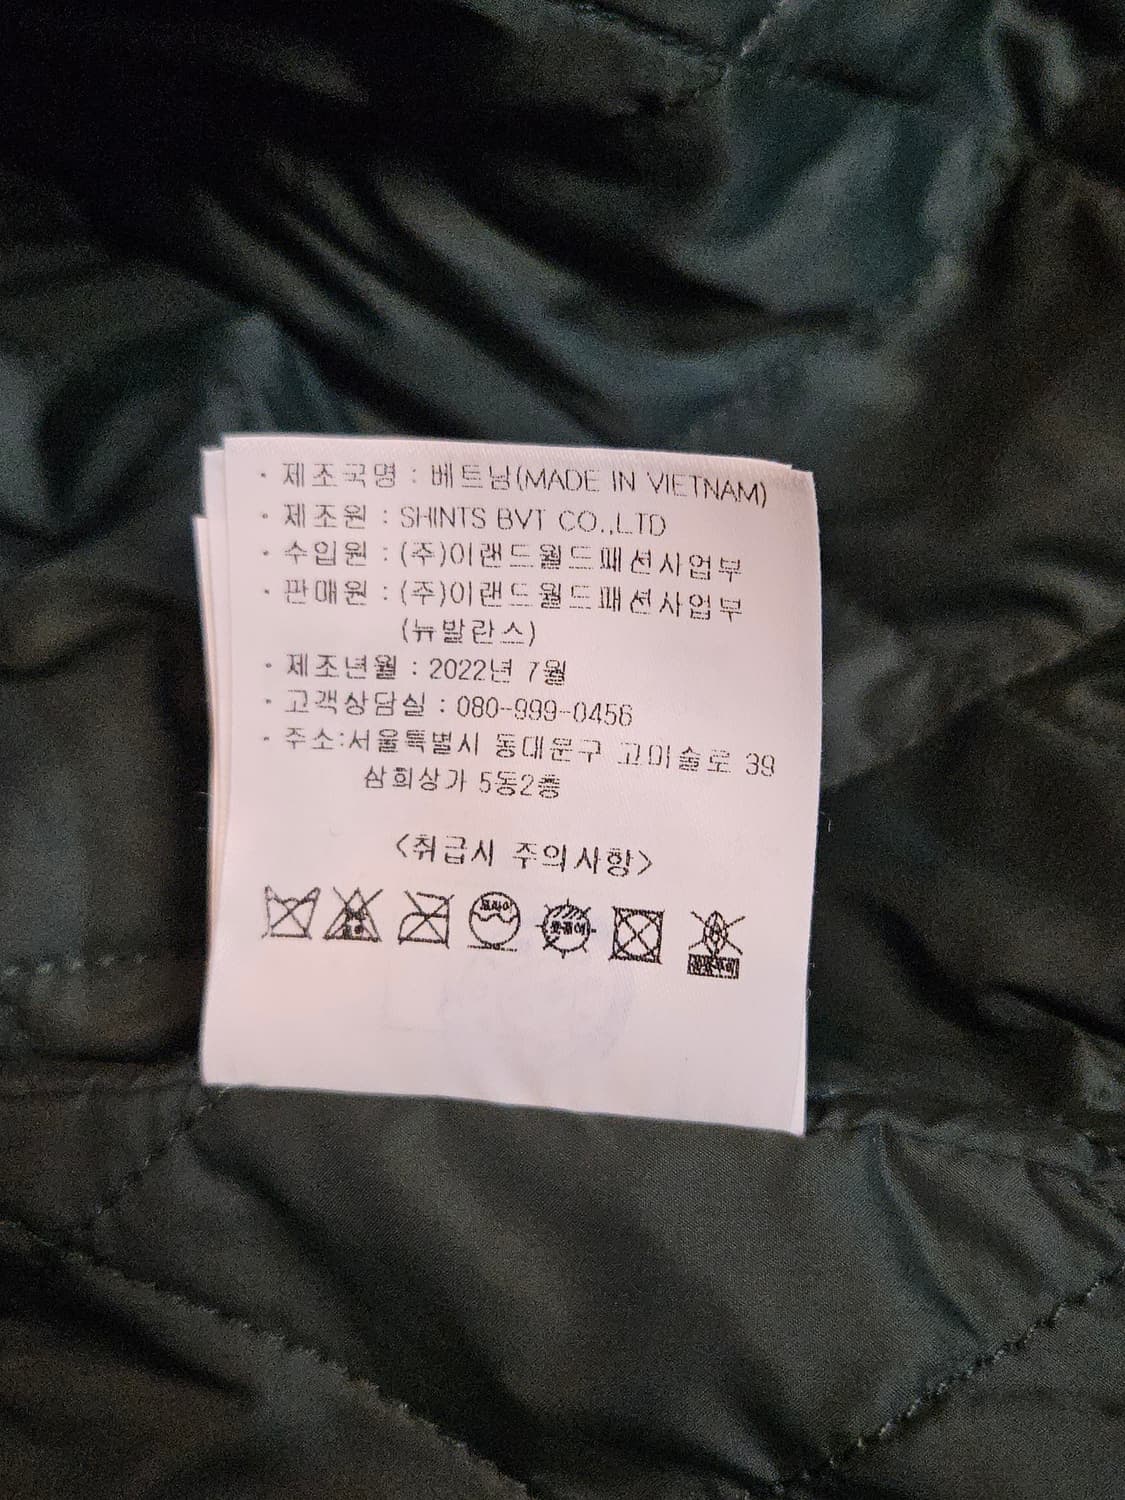 · 제조국명 : 베트남(MADE IN VIETNAM)
· 제조원 : SHINTS BVT CO.,LTD
· 수입원 : (주)이랜드월드패션사업부
· 판매원 : (주)이랜드월드패션사업부
(뉴발란스)
· 제조년월 : 2022년 7월
· 고객상담실 : 080-999-0456
· 주소:서울특별시 동대문구 고미술로 39
삼희상가 5동2층
<취급시 주의사항>
드라이